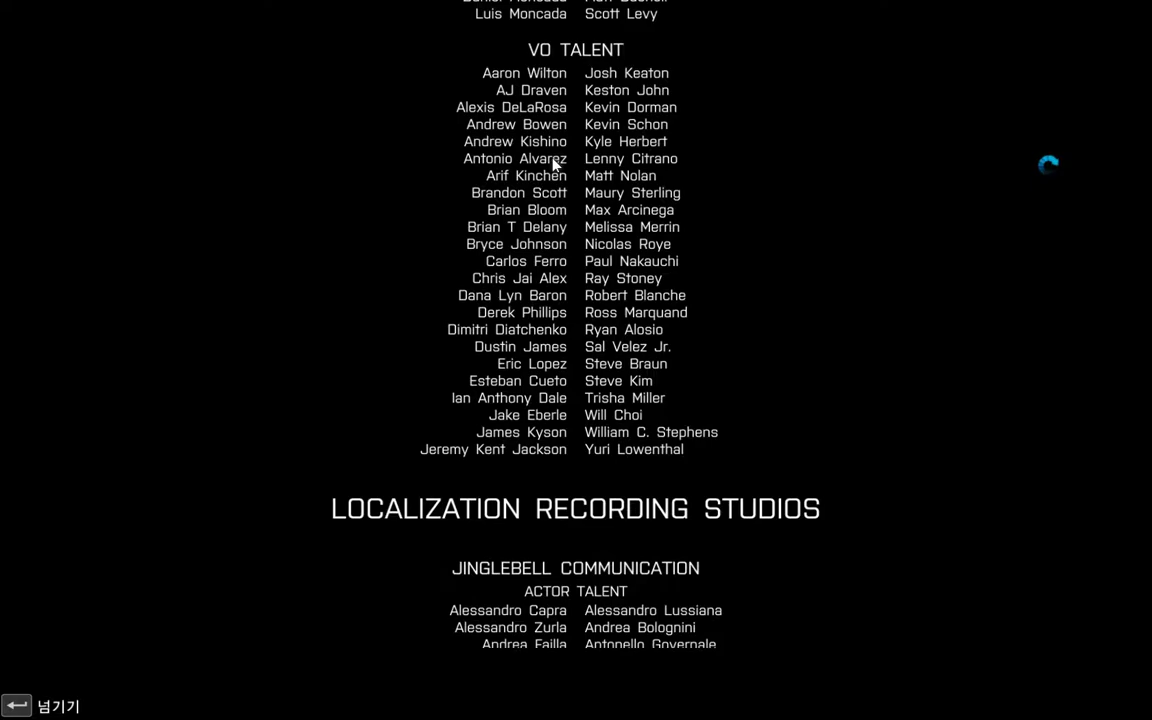 Luis Moncada Scott Levy
VO TALENT
Aaron Wilton Josh Keaton
AJ Draven Keston John
Alexis DeLaRosa Kevin Dorman
Andrew Bowen Kevin Schon
Andrew Kishino Kyle Herbert
Antonio Alvarez Lenny Citrano
Arif Kinchen Matt Nolan
Brandon Scott Maury Sterling
Brian Bloom Max Arcinega
Brian T Delany Melissa Merrin
Bryce Johnson Nicolas Roye
Carlos Ferro Paul Nakauchi
Chris Jai Alex Ray Stoney
Dana Lyn Baron Robert Blanche
Derek Phillips Ross Marquand
Dimitri Diatchenko Ryan Alosio
Dustin James Sal Velez Jr.
Eric Lopez Steve Braun
Esteban Cueto Steve Kim
Ian Anthony Dale Trisha Miller
Jake Eberle Will Choi
James Kyson William C. Stephens
Jeremy Kent Jackson Yuri Lowenthal
LOCALIZATION RECORDING STUDIOS
JINGLEBELL COMMUNICATION
ACTOR TALENT
Alessandro Capra Alessandro Lussiana
Alessandro Zurla Andrea Bolognini
Andrea Failla Antonello Governale
넘기기